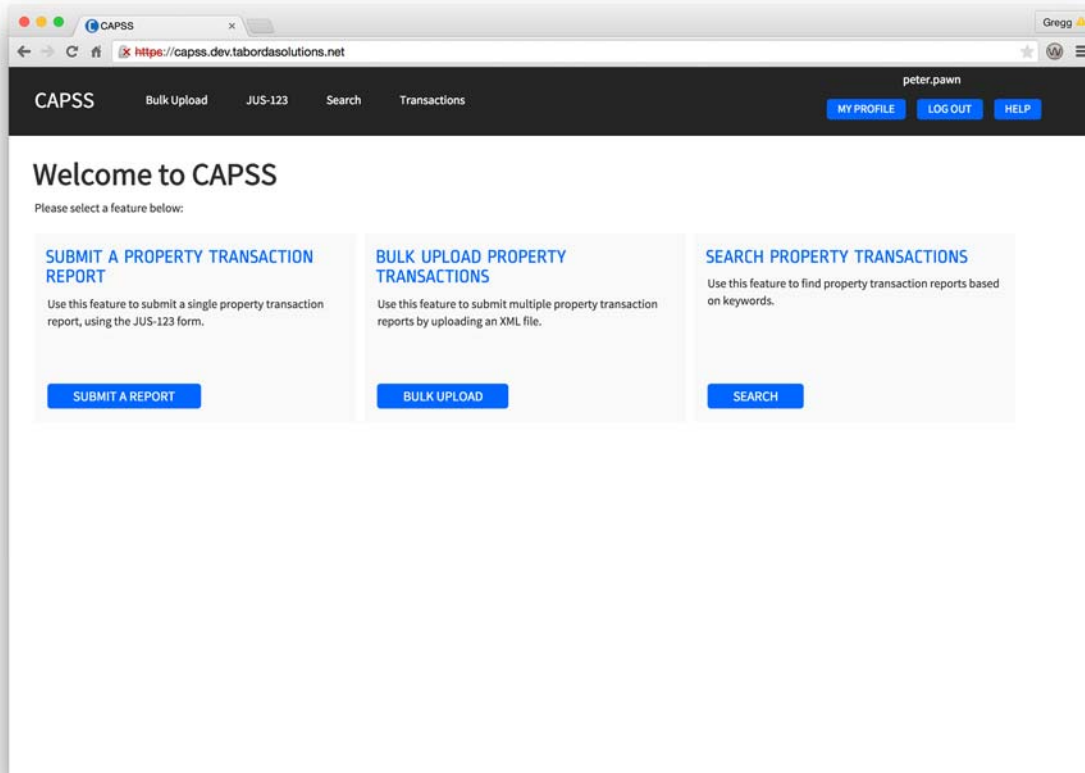 CAPSS
Gregg
https://capss.dev.tabordasolutions.net
CAPSS
Bulk Upload
JUS-123
Search
Transactions
peter.pawn
MY PROFILE
LOG OUT
HELP
Welcome to CAPSS
Please select a feature below:
SUBMIT A PROPERTY TRANSACTION
REPORT
Use this feature to submit a single property transaction
report, using the JUS-123 form.
SUBMIT A REPORT
BULK UPLOAD PROPERTY
TRANSACTIONS
Use this feature to submit multiple property transaction
reports by uploading an XML file.
BULK UPLOAD
SEARCH PROPERTY TRANSACTIONS
Use this feature to find property transaction reports based
on keywords.
SEARCH